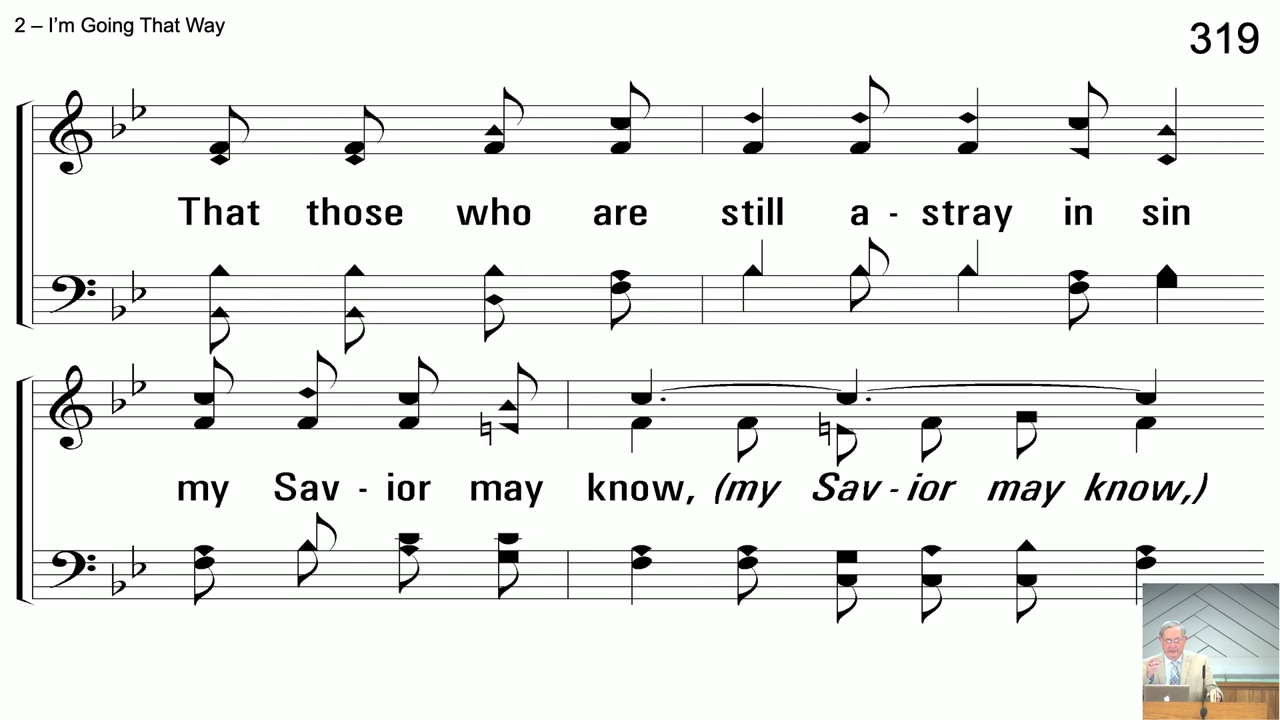 2 – I'm Going That Way
319
That those who are still a - stray in sin
my Sav - ior may know, (my Sav - ior may know,)